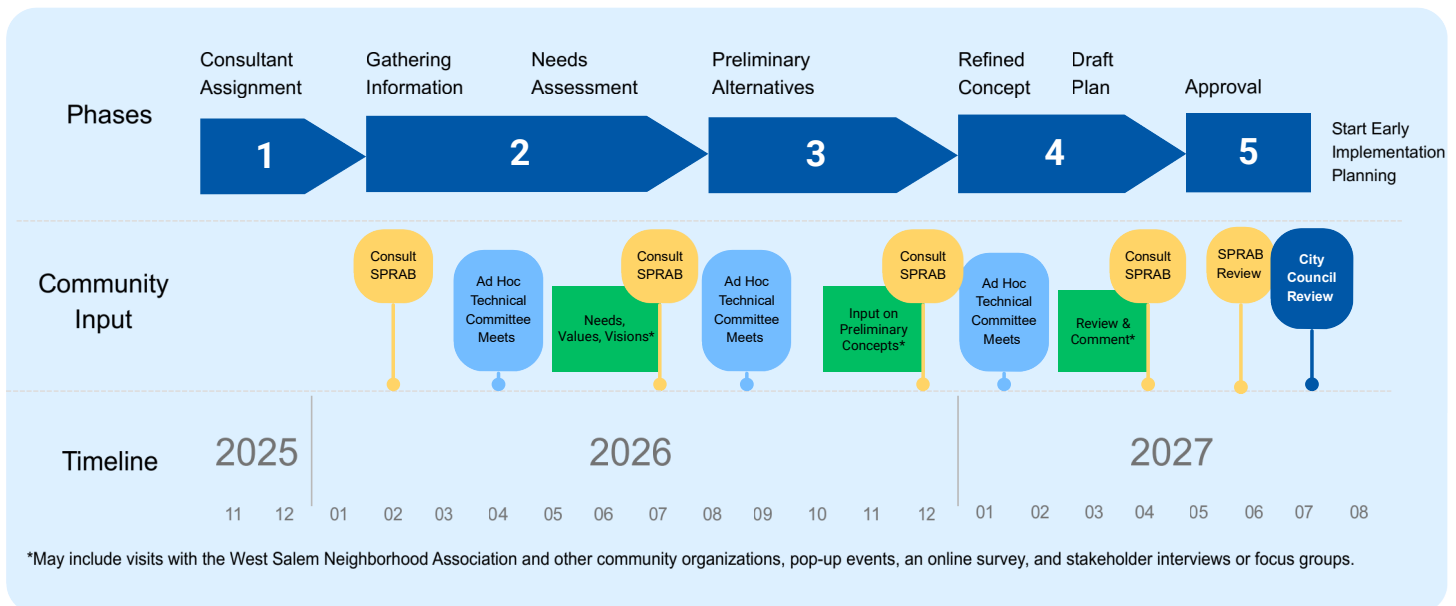 Phases
Consultant
Assignment
Gathering
Information
Needs
Assessment
Preliminary
Alternatives
Refined
Concept
Draft
Plan
Approval
1
2
3
4
5
Start Early
Implementation
Planning
Community
Input
Consult
SPRAB
Ad Hoc
Technical
Committee
Meets
Needs,
Values, Visions*
Consult
SPRAB
Ad Hoc
Technical
Committee
Meets
Input on
Preliminary
Concepts*
Consult
SPRAB
Ad Hoc
Technical
Committee
Meets
Review &
Comment*
Consult
SPRAB
SPRAB
Review
City
Council
Review
Timeline
2025
2026
2027
11 12 01 02 03 04 05 06 07 08 09 10 11 12 01 02 03 04 05 06 07 08
*May include visits with the West Salem Neighborhood Association and other community organizations, pop-up events, an online survey, and stakeholder interviews or focus groups.